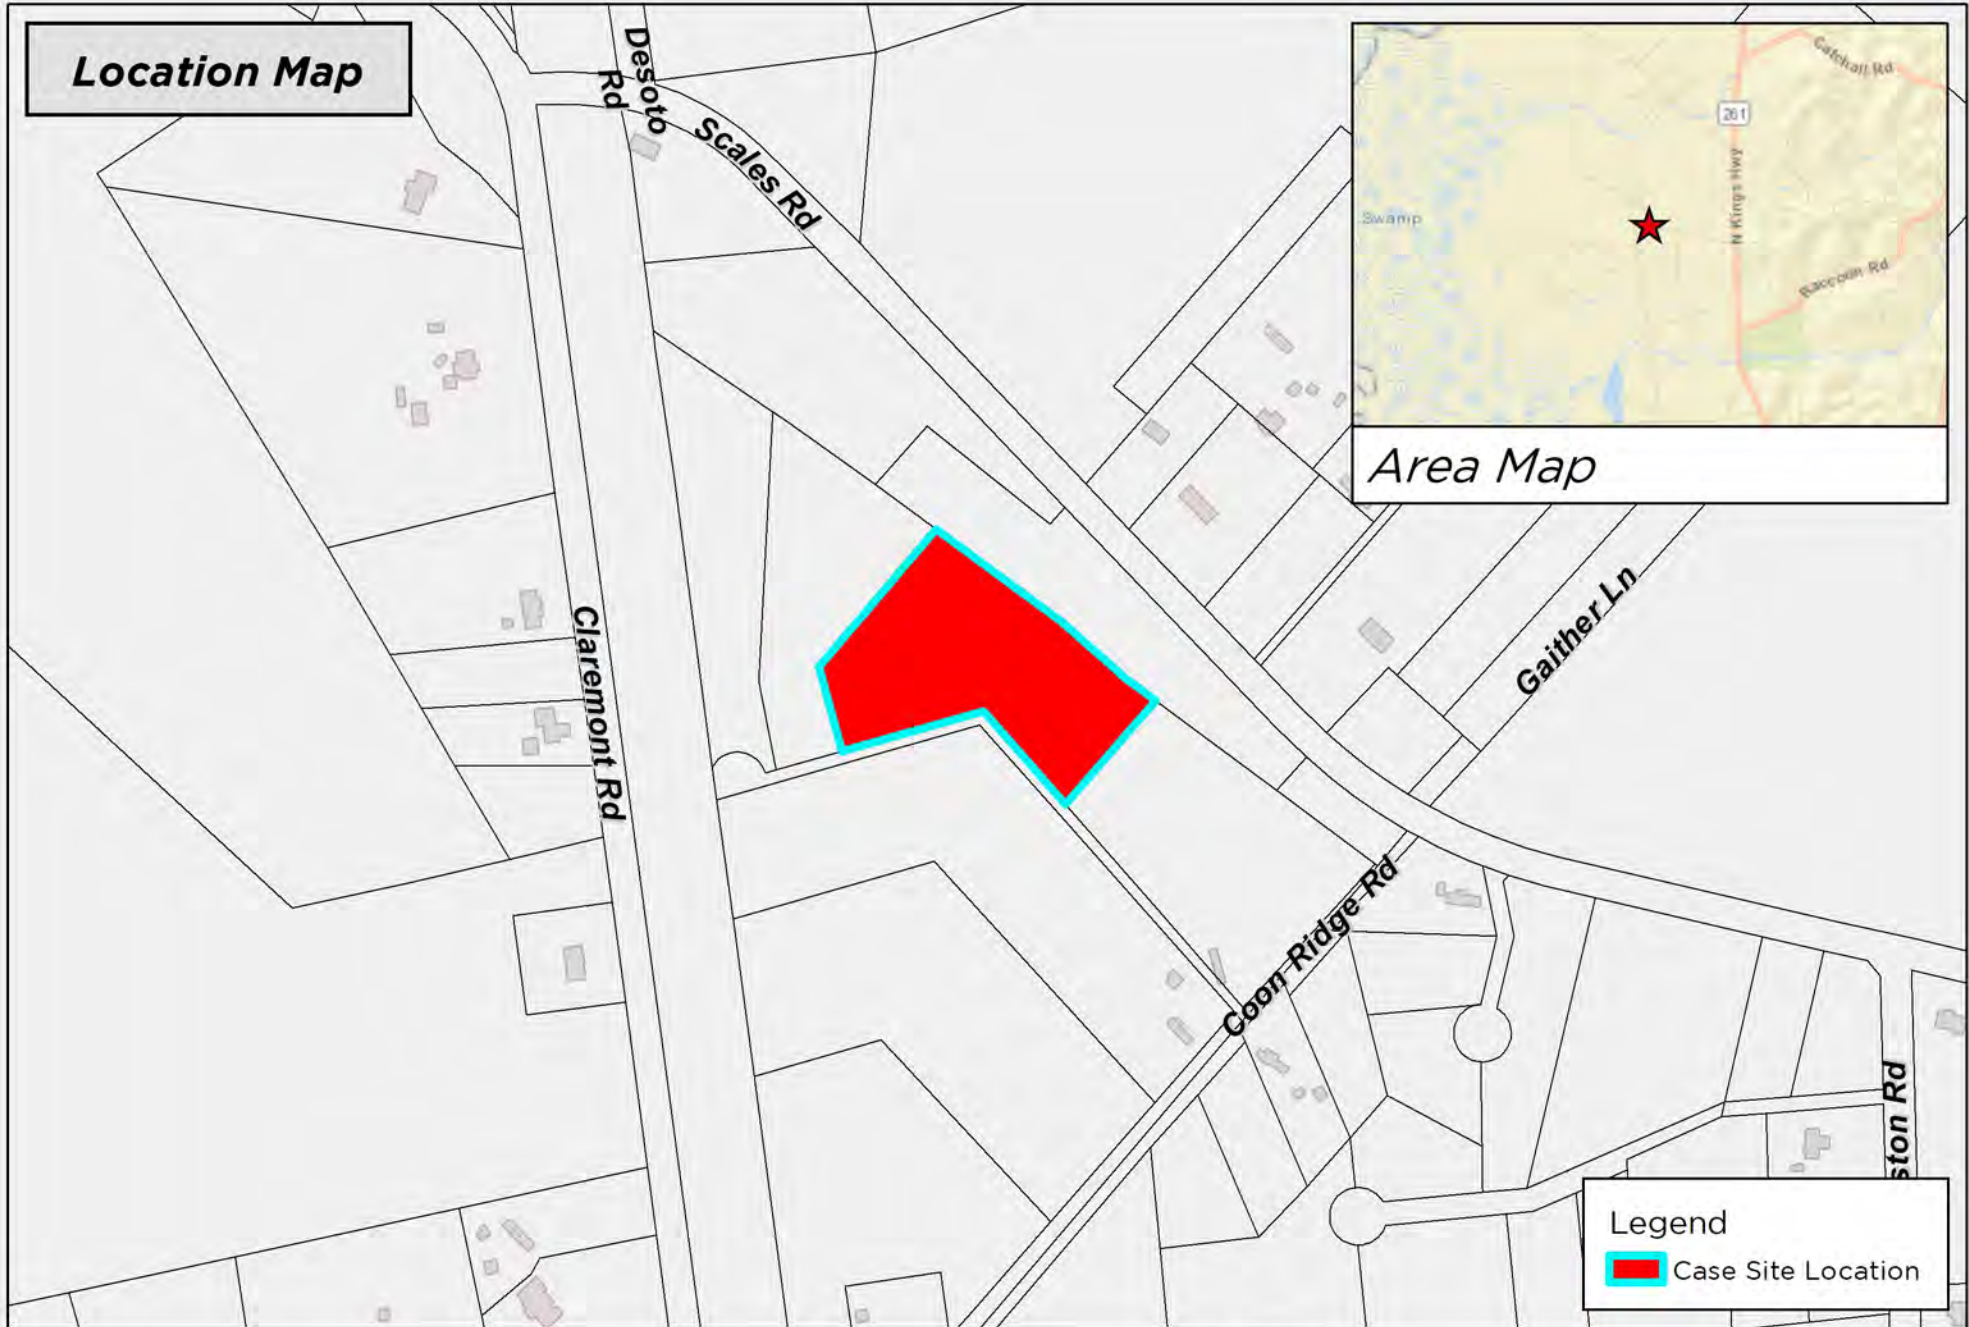 Location Map
Desoto
Rd
Scales Rd
Claremont Rd
Gaither Ln
Coon Ridge Rd
ston Rd
Catchall Rd
261
N Kings Hwy
Swamp
Raccoon Rd
Area Map
Legend
Case Site Location